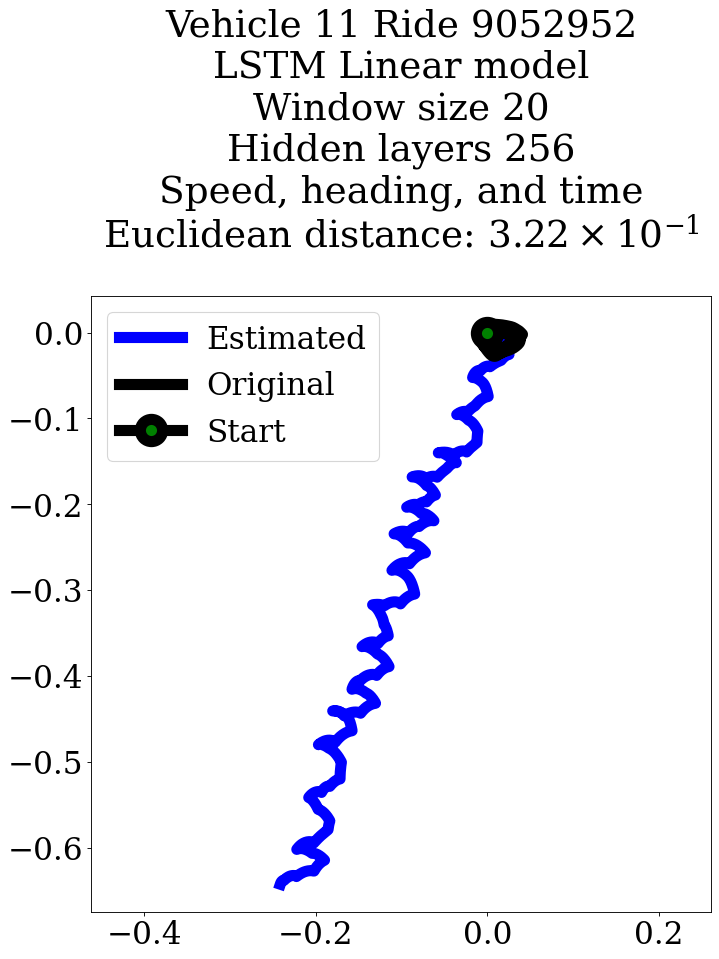 Vehicle 11 Ride 9052952
LSTM Linear model
Window size 20
Hidden layers 256
Speed, heading, and time
Euclidean distance: 3.22 × 10⁻¹
Estimated
Original
Start
0.0
−0.1
−0.2
−0.3
−0.4
−0.5
−0.6
−0.4 −0.2 0.0 0.2